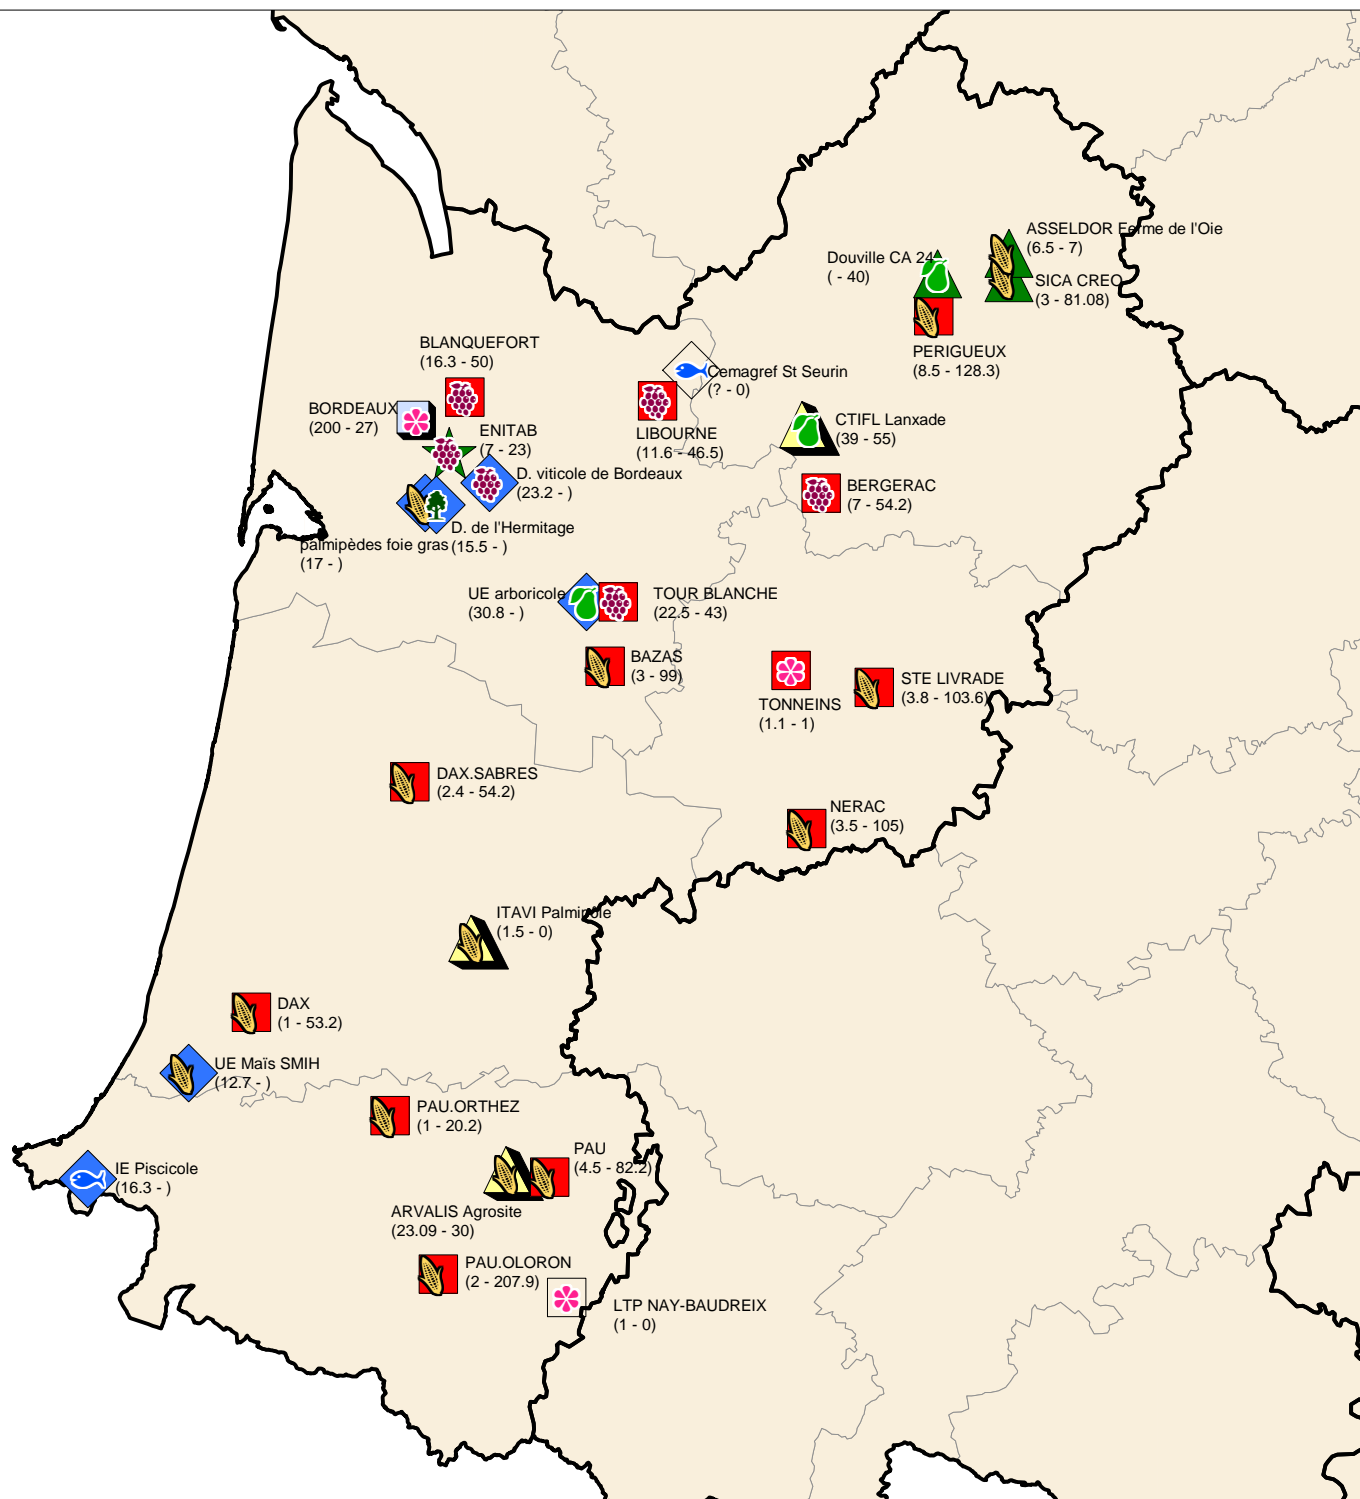 ASSELDOR Ferme de l'Oie
(6.5 - 7)
Douville CA 24
( - 40)
SICA CREO
(3 - 81.08)
PERIGUEUX
(8.5 - 128.3)
BLANQUEFORT
(16.3 - 50)
Cemagref St Seurin
(? - 0)
BORDEAUX
(200 - 27)
ENITAB
(7 - 23)
LIBOURNE
(11.6 - 46.5)
CTIFL Lanxade
(39 - 55)
D. viticole de Bordeaux
(23.2 - )
BERGERAC
(7 - 54.2)
D. de l'Hermitage
(15.5 - )
palmipèdes foie gras
(17 - )
UE arboricole
(30.8 - )
TOUR BLANCHE
(22.5 - 43)
BAZAS
(3 - 99)
TONNEINS
(1.1 - 1)
STE LIVRADE
(3.8 - 103.6)
DAX.SABRES
(2.4 - 54.2)
NERAC
(3.5 - 105)
ITAVI Palmipôle
(1.5 - 0)
DAX
(1 - 53.2)
UE Maïs SMIH
(12.7 - )
PAU.ORTHEZ
(1 - 20.2)
PAU
(4.5 - 82.2)
IE Piscicole
(16.3 - )
ARVALIS Agrosite
(23.09 - 30)
PAU.OLORON
(2 - 207.9)
LTP NAY-BAUDREIX
(1 - 0)